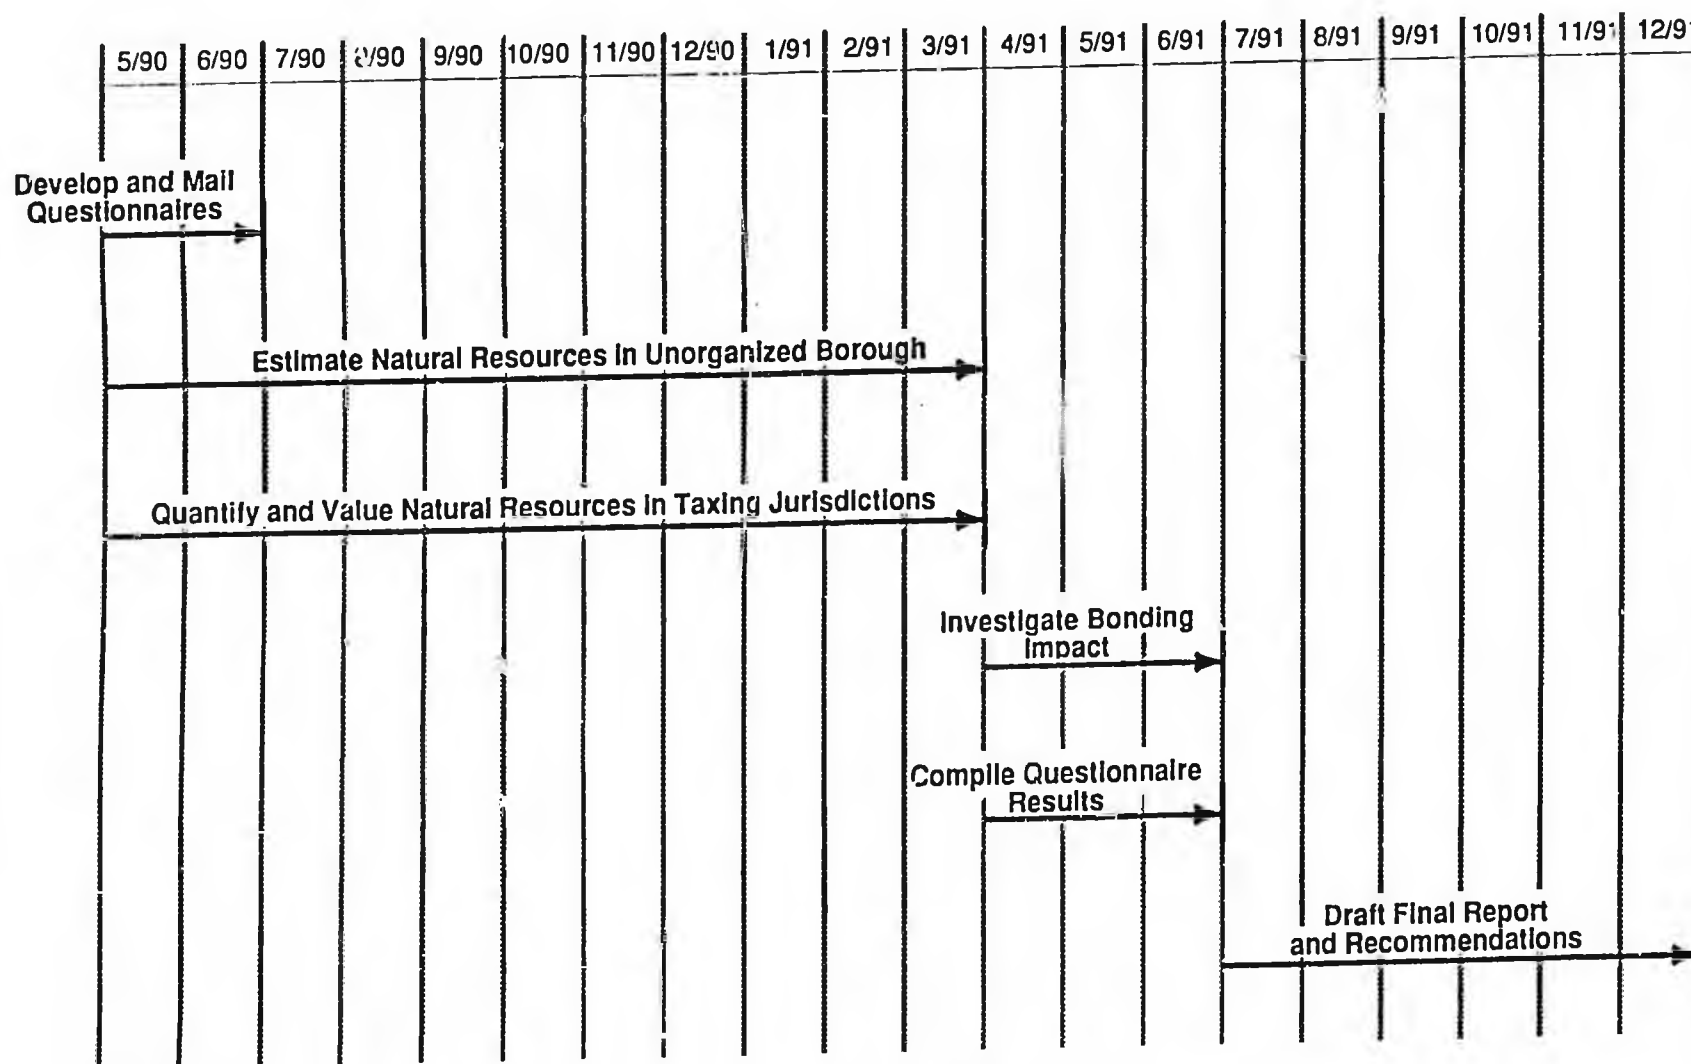 5/90 6/90 7/90 8/90 9/90 10/90 11/90 12/90 1/91 2/91 3/91 4/91 5/91 6/91 7/91 8/91 9/91 10/91 11/91 12/91
Develop and Mail
Questionnaires
Estimate Natural Resources in Unorganized Borough
Quantify and Value Natural Resources in Taxing Jurisdictions
Investigate Bonding
Impact
Compile Questionnaire
Results
Draft Final Report
and Recommendations